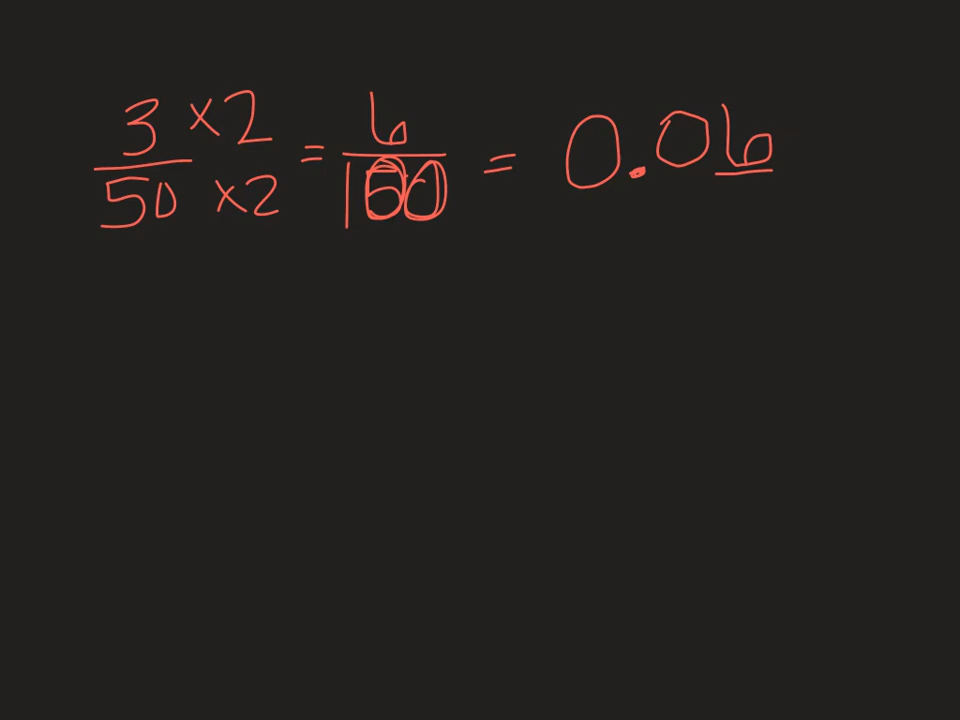 3 ×2 / 50 ×2 = 6 / 100 = 0.06